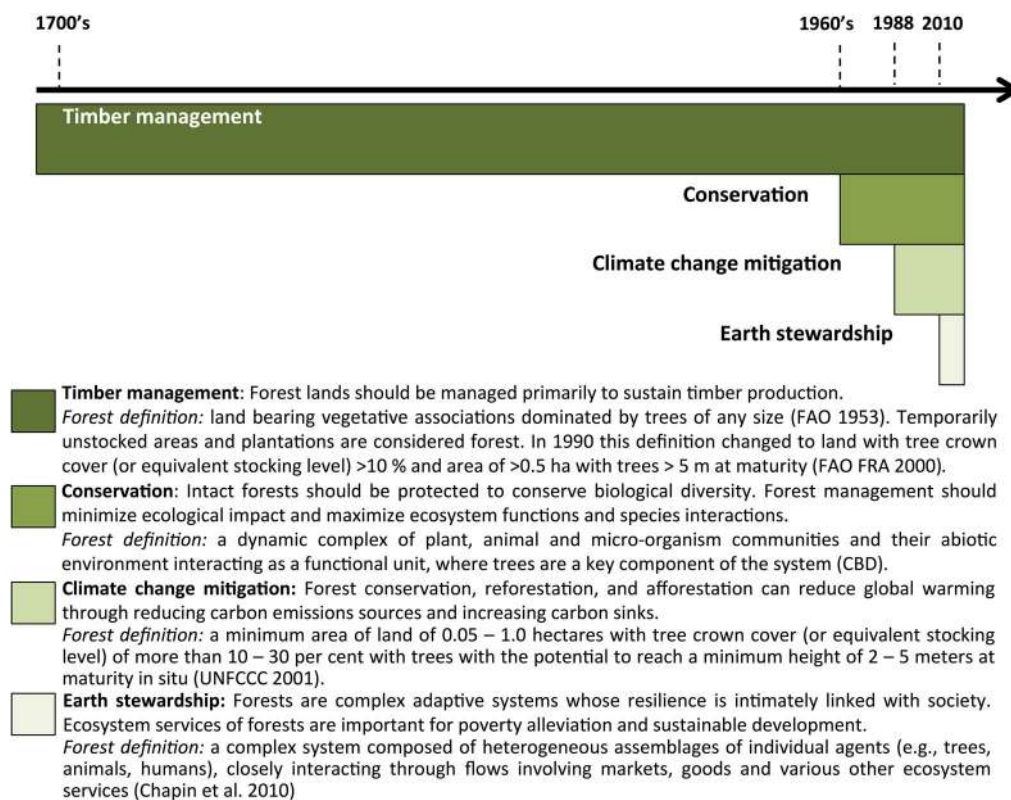 1700's 1960's 1988 2010
Timber management
Conservation
Climate change mitigation
Earth stewardship
Timber management: Forest lands should be managed primarily to sustain timber production.
Forest definition: land bearing vegetative associations dominated by trees of any size (FAO 1953). Temporarily
unstocked areas and plantations are considered forest. In 1990 this definition changed to land with tree crown
cover (or equivalent stocking level) >10 % and area of >0.5 ha with trees > 5 m at maturity (FAO FRA 2000).
Conservation: Intact forests should be protected to conserve biological diversity. Forest management should
minimize ecological impact and maximize ecosystem functions and species interactions.
Forest definition: a dynamic complex of plant, animal and micro-organism communities and their abiotic
environment interacting as a functional unit, where trees are a key component of the system (CBD).
Climate change mitigation: Forest conservation, reforestation, and afforestation can reduce global warming
through reducing carbon emissions sources and increasing carbon sinks.
Forest definition: a minimum area of land of 0.05 – 1.0 hectares with tree crown cover (or equivalent stocking
level) of more than 10 – 30 per cent with trees with the potential to reach a minimum height of 2 – 5 meters at
maturity in situ (UNFCCC 2001).
Earth stewardship: Forests are complex adaptive systems whose resilience is intimately linked with society.
Ecosystem services of forests are important for poverty alleviation and sustainable development.
Forest definition: a complex system composed of heterogeneous assemblages of individual agents (e.g., trees,
animals, humans), closely interacting through flows involving markets, goods and various other ecosystem
services (Chapin et al. 2010)